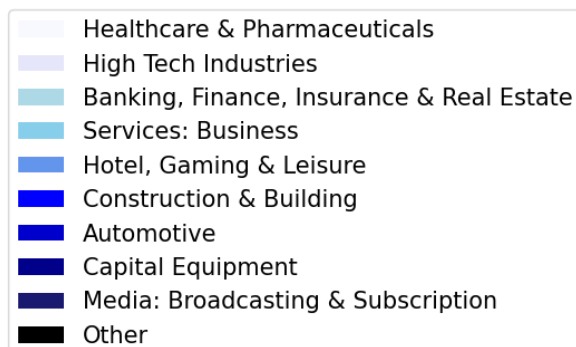 Healthcare & Pharmaceuticals
High Tech Industries
Banking, Finance, Insurance & Real Estate
Services: Business
Hotel, Gaming & Leisure
Construction & Building
Automotive
Capital Equipment
Media: Broadcasting & Subscription
Other